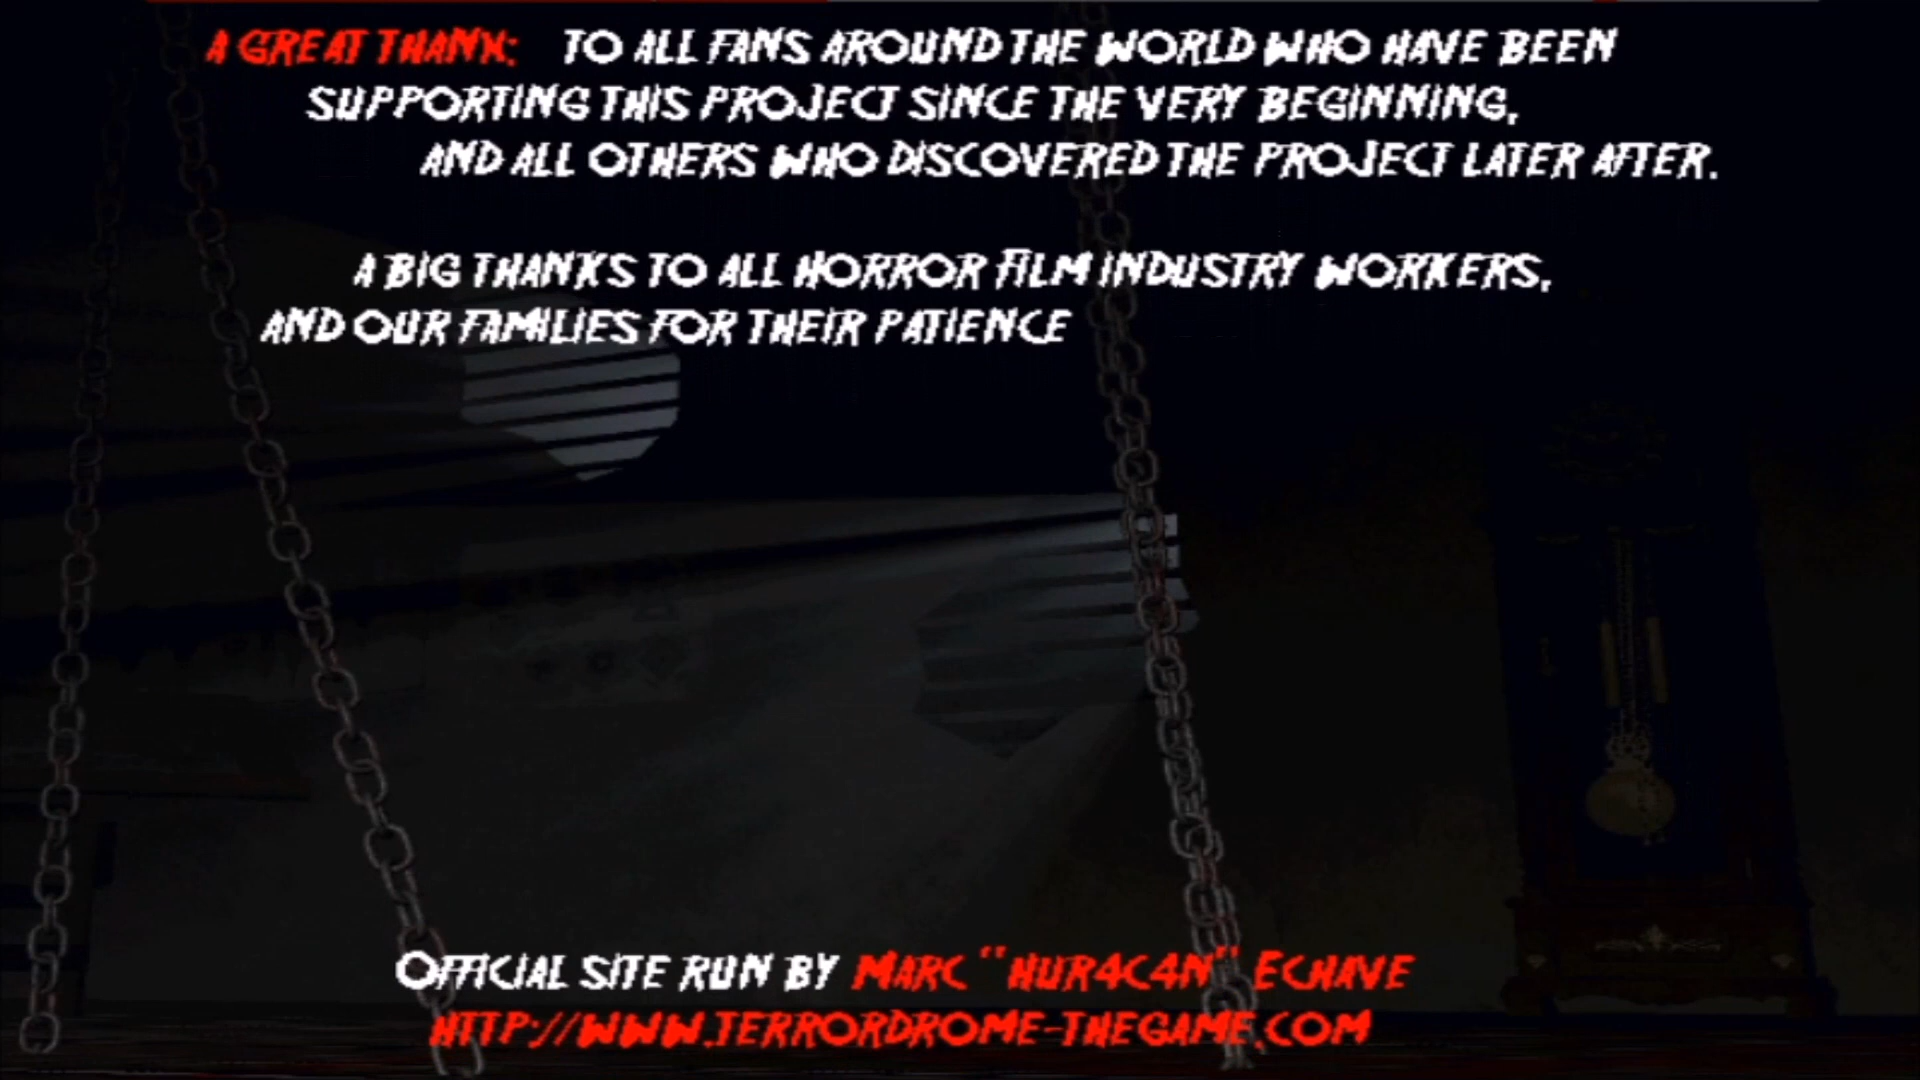 A GREAT THANK: TO ALL FANS AROUND THE WORLD WHO HAVE BEEN
SUPPORTING THIS PROJECT SINCE THE VERY BEGINNING,
AND ALL OTHERS WHO DISCOVERED THE PROJECT LATER AFTER.
A BIG THANKS TO ALL HORROR FILM INDUSTRY WORKERS,
AND OUR FAMILIES FOR THEIR PATIENCE
OFFICIAL SITE RUN BY MARC "HUR4C4N" ECHAVE
HTTP://WWW.TERRORDROME-THEGAME.COM